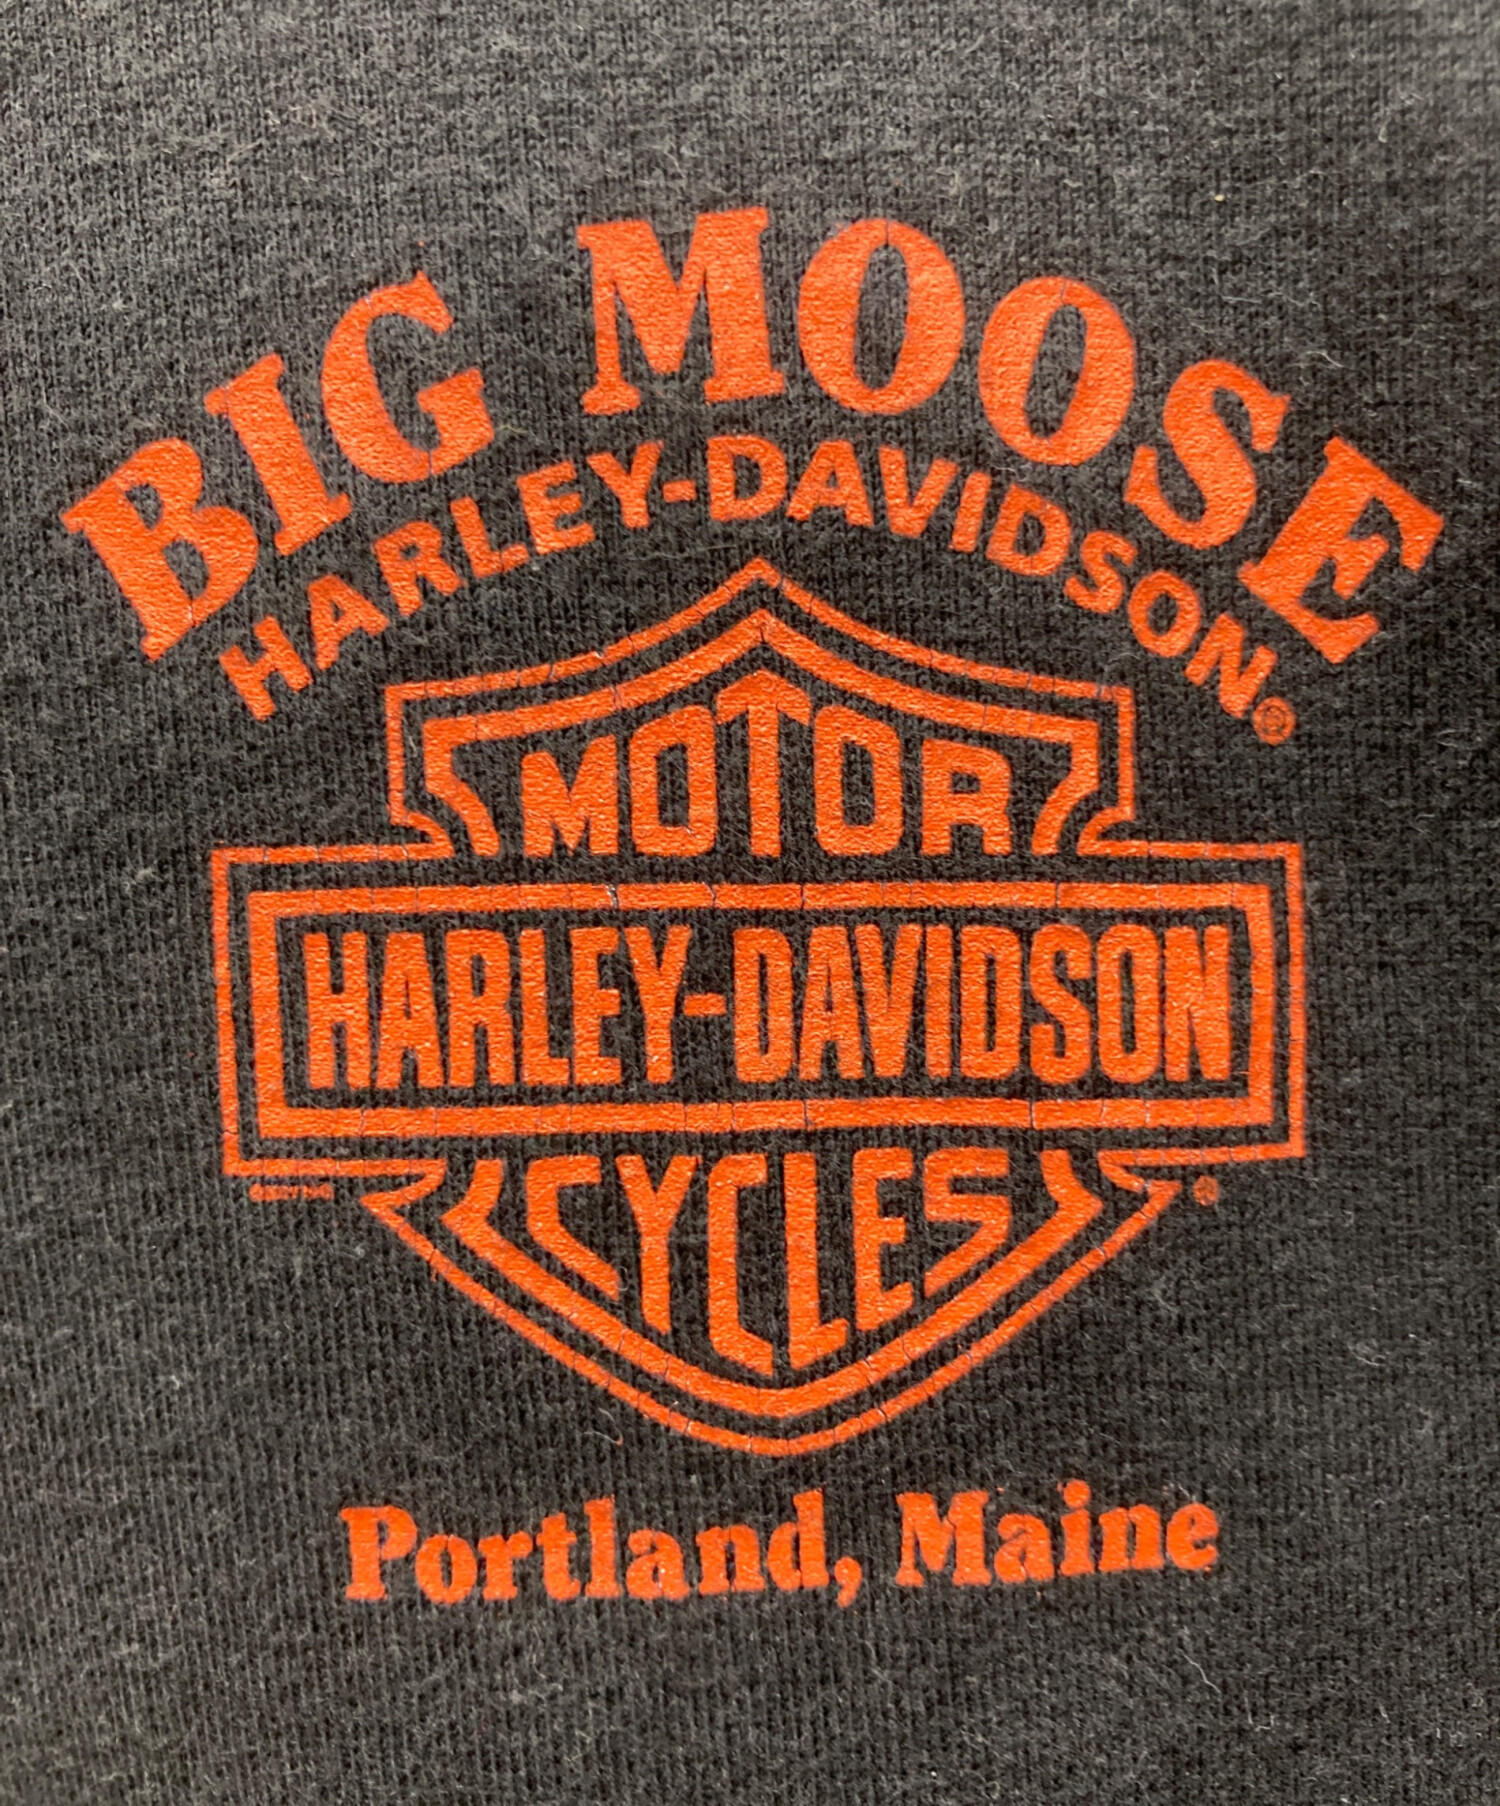 BIG MOOSE
HARLEY-DAVIDSON®
MOTOR
HARLEY-DAVIDSON
CYCLES
®
Portland, Maine